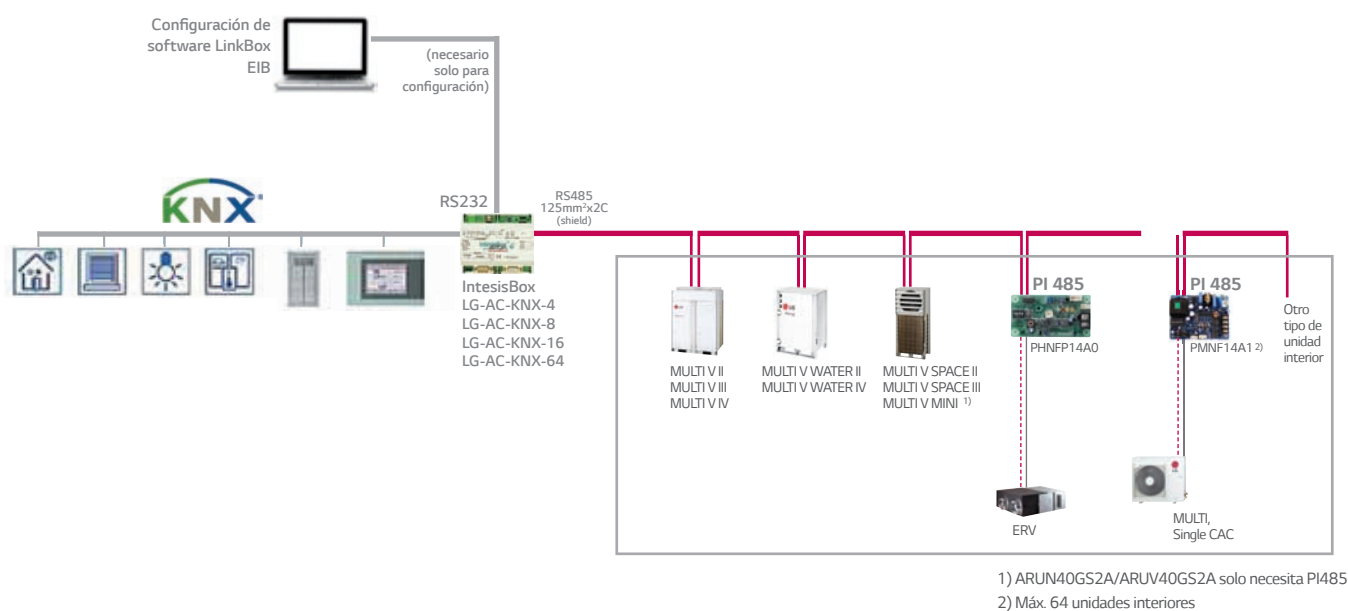 Configuración de
software LinkBox
EIB
(necesario
solo para
configuración)
KNX
RS232
RS485
125mm²x2C
(shield)
IntesisBox
LG-AC-KNX-4
LG-AC-KNX-8
LG-AC-KNX-16
LG-AC-KNX-64
MULTI V II
MULTI V III
MULTI V IV
MULTI V WATER II
MULTI V WATER IV
MULTI V SPACE II
MULTI V SPACE III
MULTI V MINI 1)
PI 485
PHNFP14A0
ERV
PI 485
PMNF14A1 2)
MULTI,
Single CAC
Otro
tipo de
unidad
interior
1) ARUN40GS2A/ARUV40GS2A solo necesita PI485
2) Máx. 64 unidades interiores